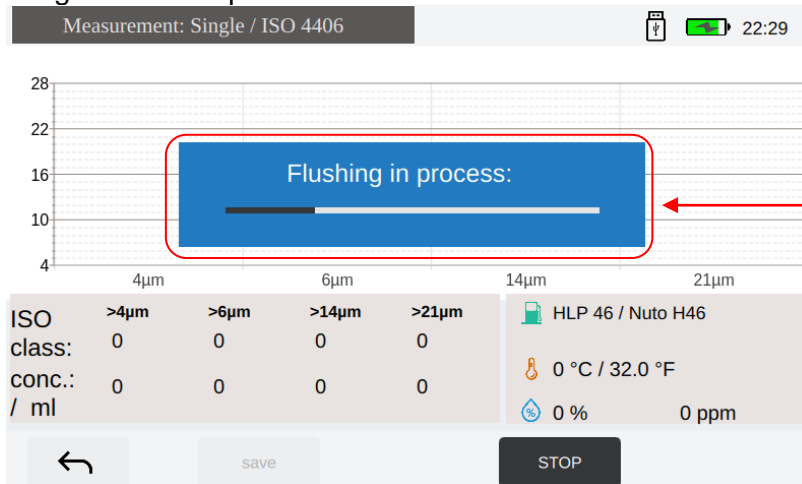 Measurement: Single / ISO 4406
22:29
28
22
16
10
4
Flushing in process:
4µm 6µm 14µm 21µm
ISO class: >4µm >6µm >14µm >21µm
0 0 0 0
conc.: / ml 0 0 0 0
HLP 46 / Nuto H46
0 °C / 32.0 °F
% 0 % 0 ppm
save STOP